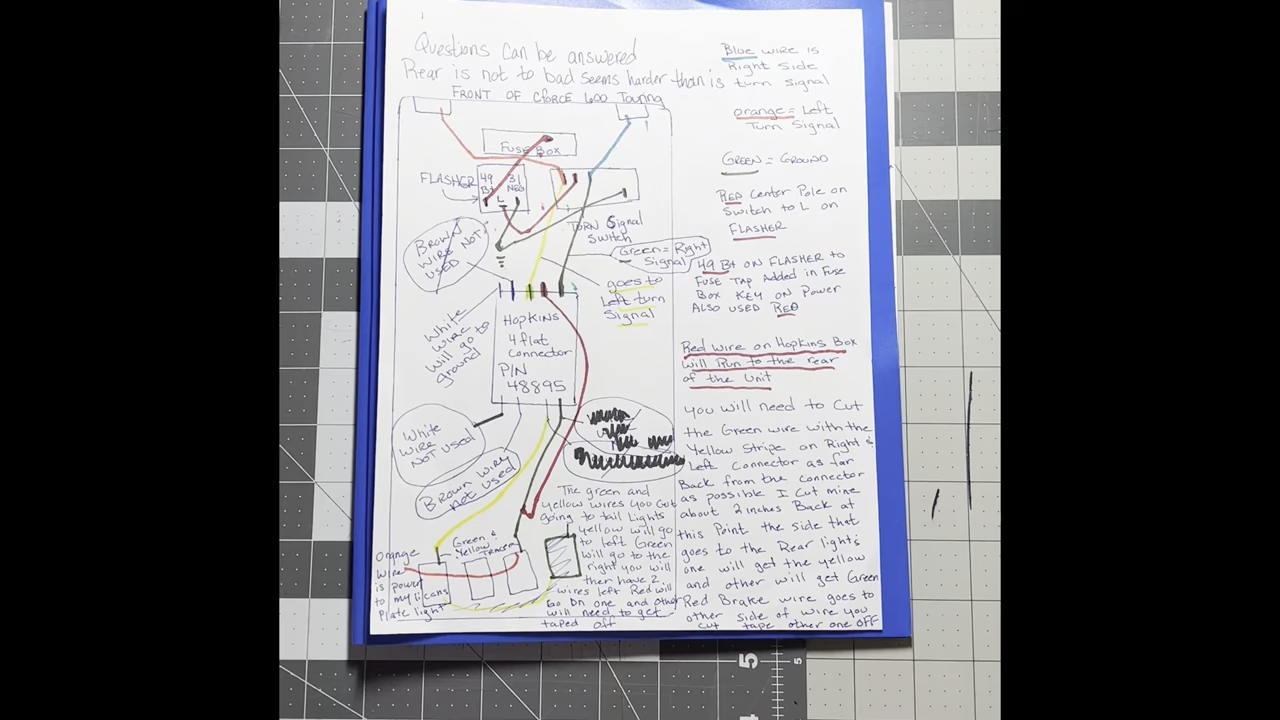 Questions Can be answered
Rear is not to bad seems harder than is
FRONT OF Cforce 600 Touring
FUSE BOX
FLASHER
49
Bt
31
NEG
L
TURN Signal
Switch
BROWN
WIRE NOT
USED
Green = Right
Signal
goes to
Left turn
Signal
White
wire
will go to
ground
HOPKINS
4 flat
Connector
P/N
48895
White
WIRE
NOT USED
Brown WIRE
Not used
The green and
yellow wires you cut
going to tail Lights
yellow will go
to left Green
will go to the
right you will
then have 2
wires left Red will
Go on one and other
will need to get
taped off
Green &
Yellow
Orange
wire
is power
to my licans
Plate light
Blue wire is
Right Side
turn signal
orange = Left
Turn Signal
GREEN = GROUND
RED Center Pole on
Switch to L on
FLASHER
49 Bt ON FLASHER to
FUSE TAP Added in Fuse
Box KEY ON Power
ALSO USED RED
Red wire on Hopkins Box
will Run to the rear
of the Unit
you will need to Cut
the Green wire with the
Yellow Stripe on Right &
Left Connector as far
Back from the connector
as possible I Cut mine
about 2 inches Back at
this Point the side that
goes to the Rear lights
one will get the yellow
and other will get Green
Red Brake wire goes to
other side of wire you
cut tape other one OFF
5
5